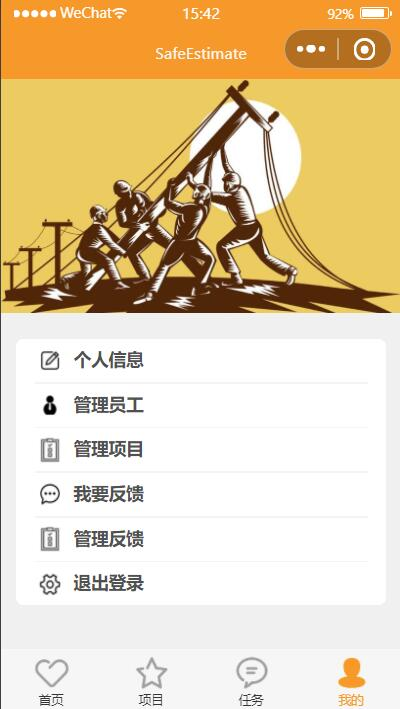 WeChat 15:42 92%
SafeEstimate
个人信息
管理员工
管理项目
我要反馈
管理反馈
退出登录
首页 项目 任务 我的